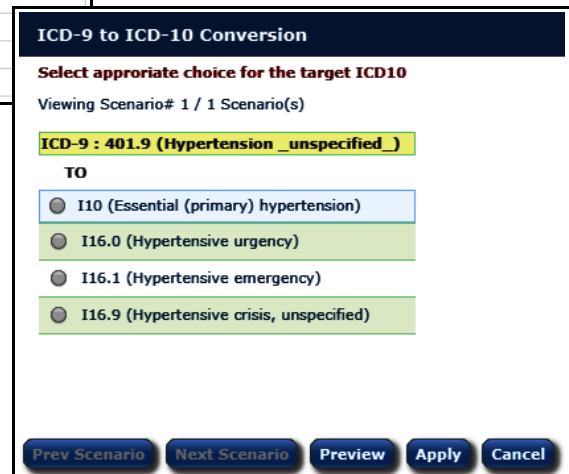 ICD-9 to ICD-10 Conversion
Select approriate choice for the target ICD10
Viewing Scenario# 1 / 1 Scenario(s)
ICD-9 : 401.9 (Hypertension _unspecified_)
TO
I10 (Essential (primary) hypertension)
I16.0 (Hypertensive urgency)
I16.1 (Hypertensive emergency)
I16.9 (Hypertensive crisis, unspecified)
Prev Scenario Next Scenario Preview Apply Cancel